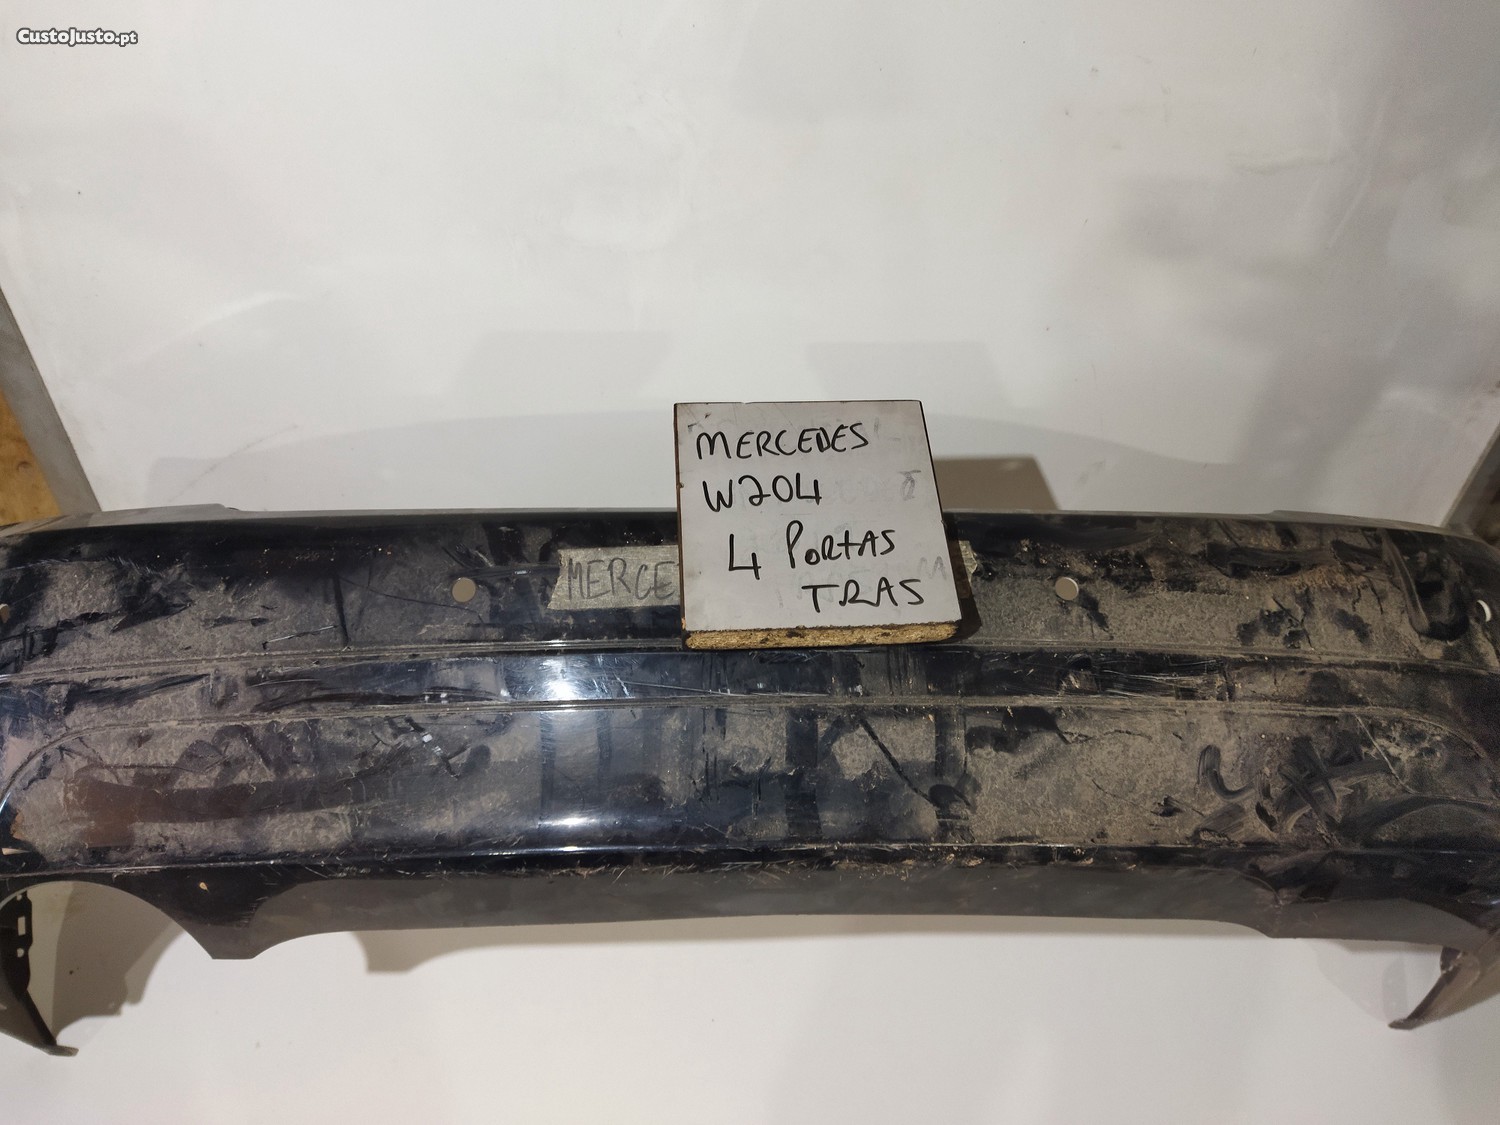 CustoJusto.pt
MERCEDES
W204
4 PORTAS
TRAS
MERCE